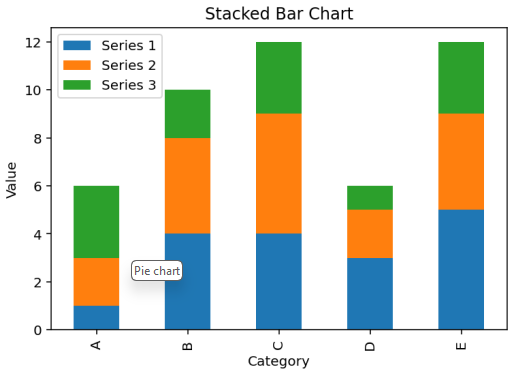 Stacked Bar Chart
Series 1
Series 2
Series 3
12
10
8
6
4
2
0
Value
Pie chart
A
B
C
D
E
Category